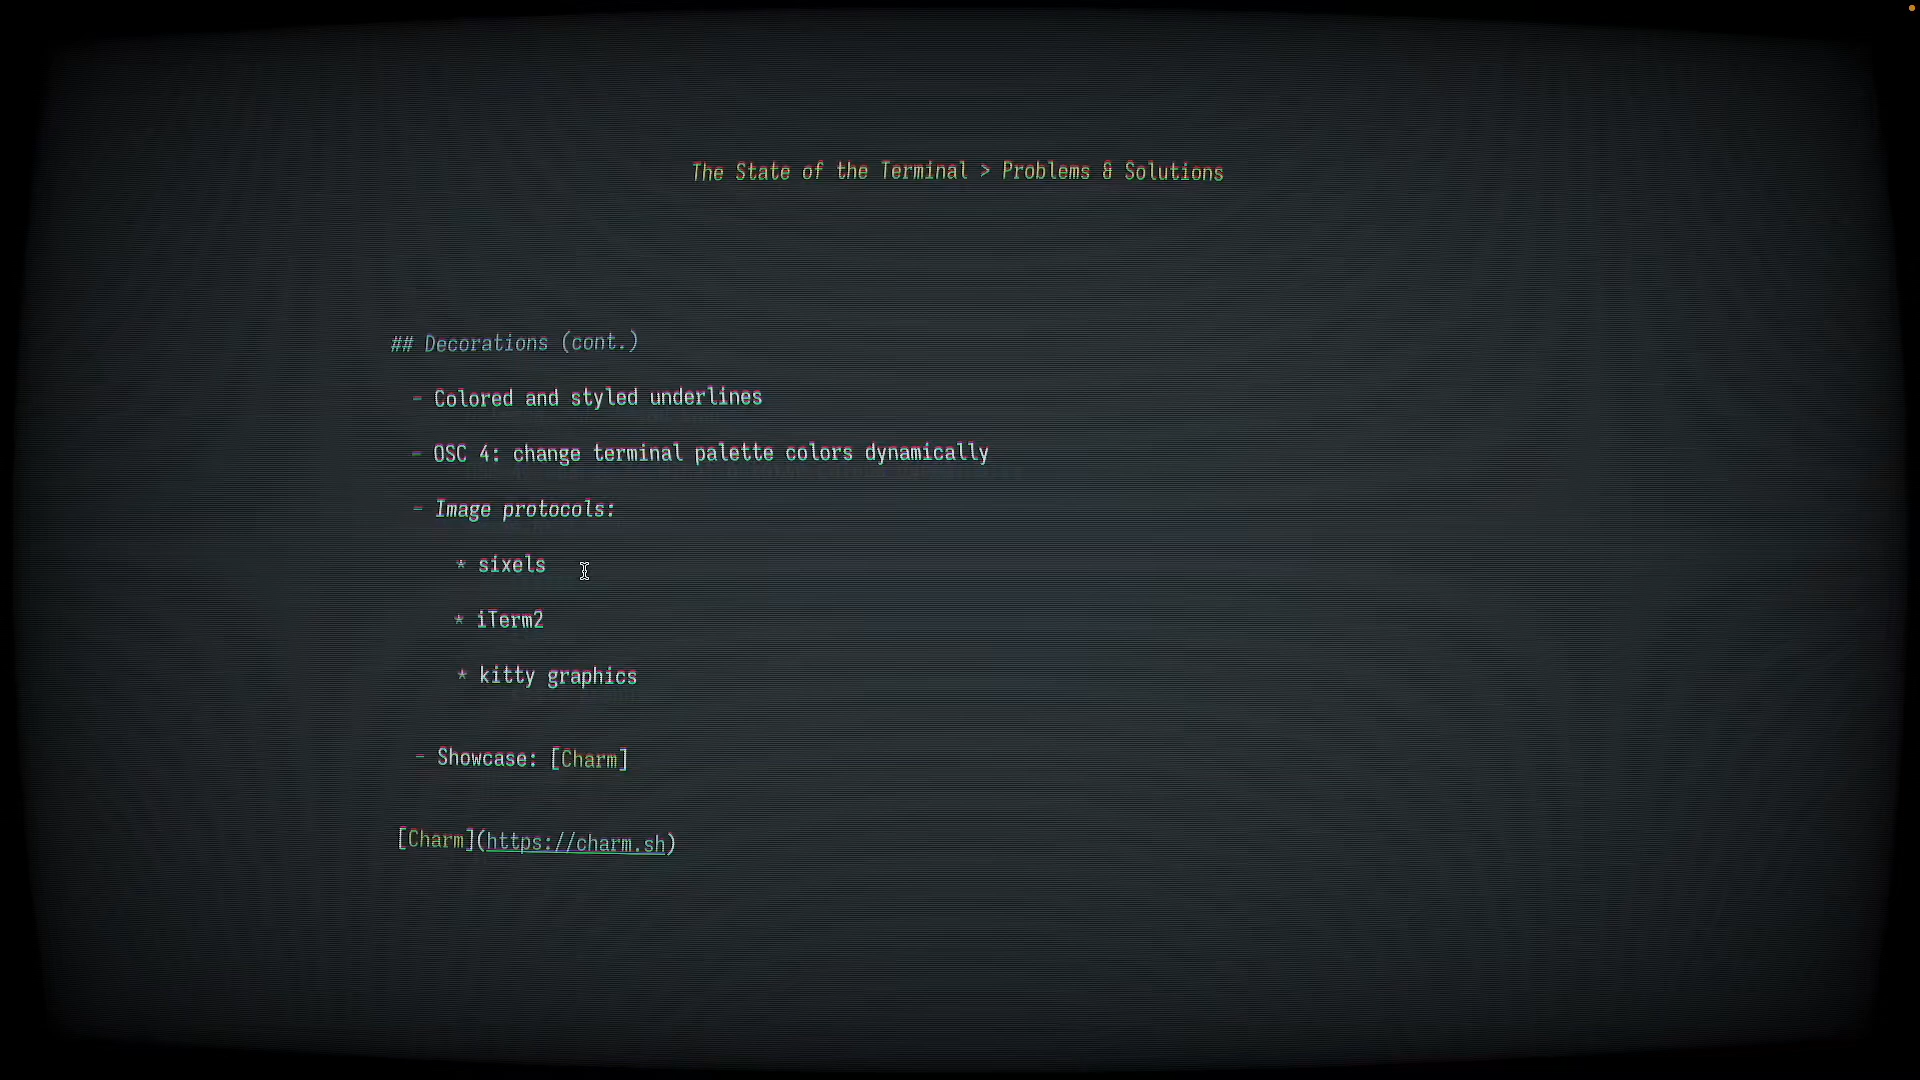 The State of the Terminal > Problems & Solutions
## Decorations (cont.)
- Colored and styled underlines
- OSC 4: change terminal palette colors dynamically
- Image protocols:
* sixels
* iTerm2
* kitty graphics
- Showcase: [Charm]
[Charm](https://charm.sh)